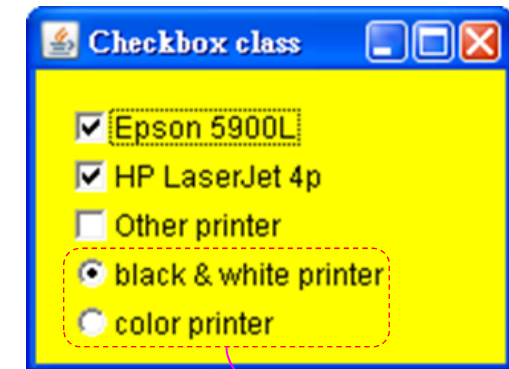 Checkbox class
Epson 5900L
HP LaserJet 4p
Other printer
black & white printer
color printer